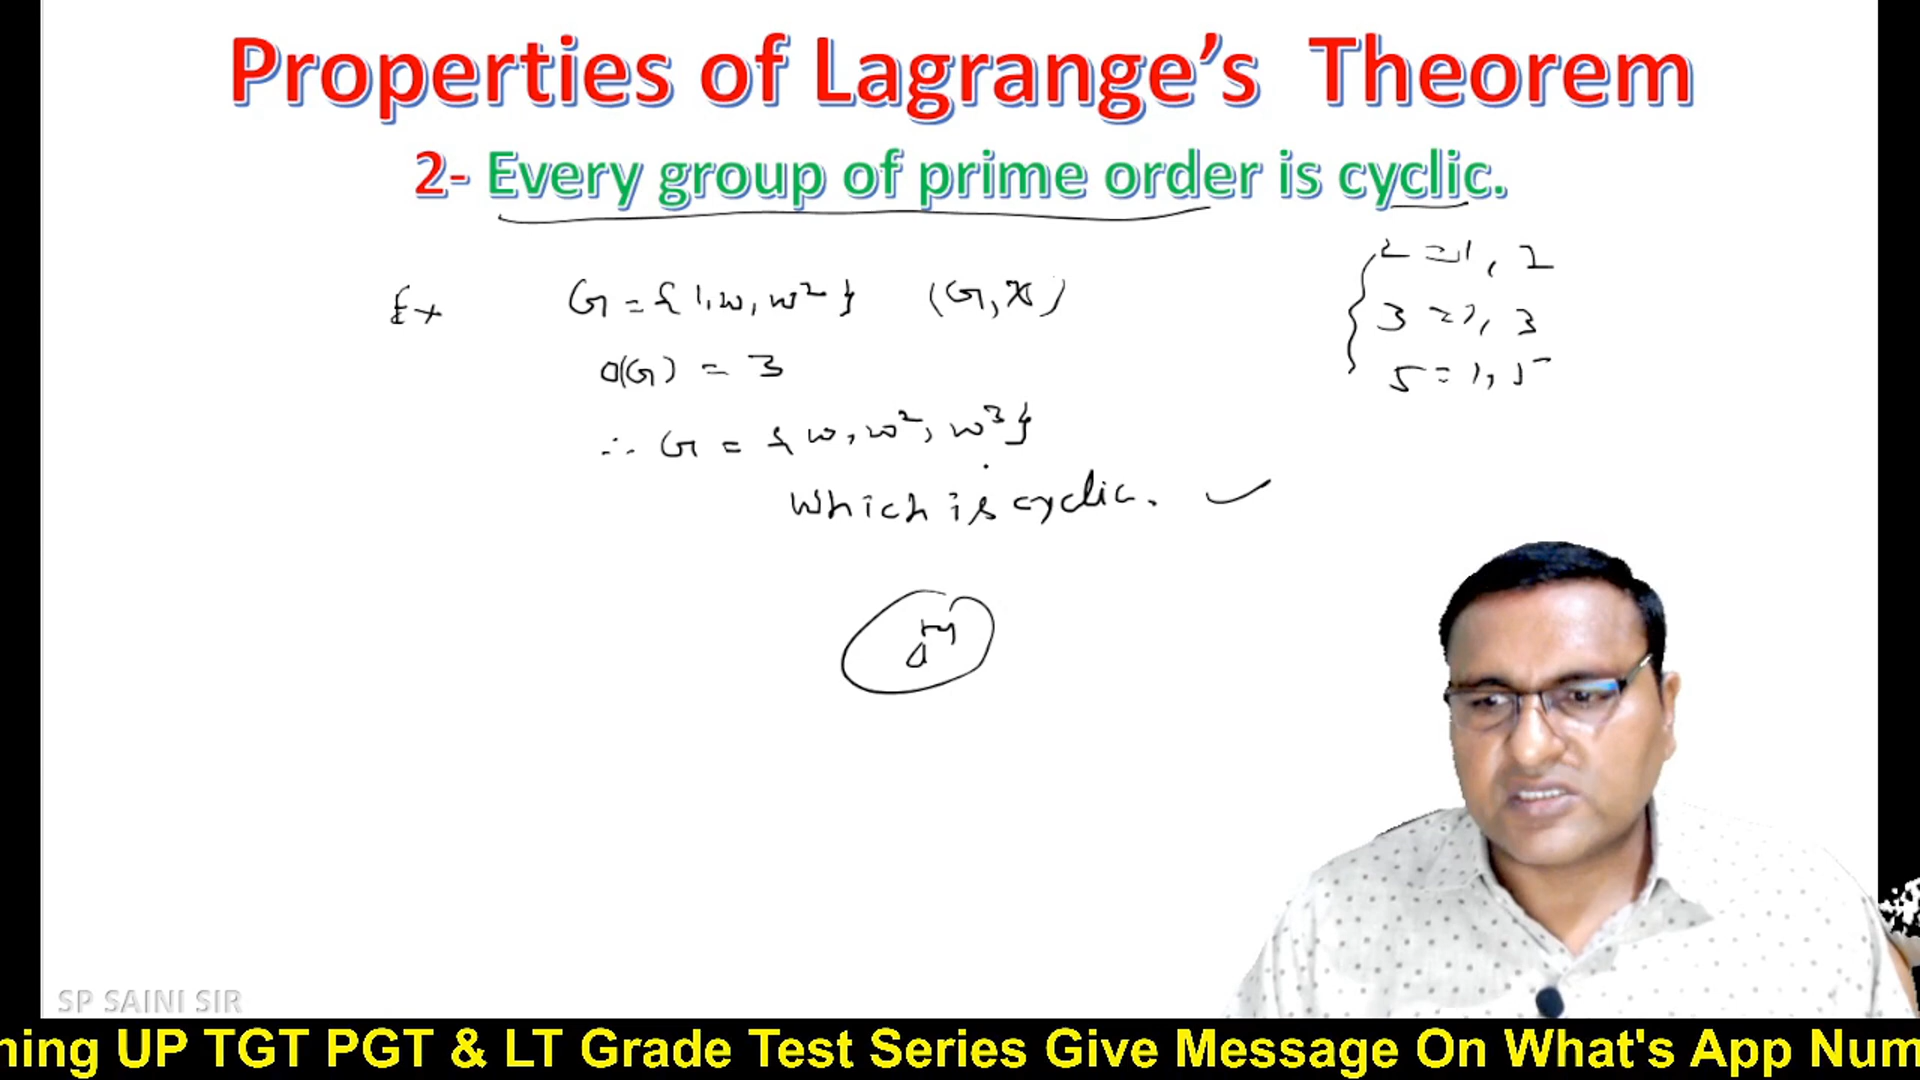 Properties of Lagrange’s Theorem
2- Every group of prime order is cyclic.
Ex G = {1, w, w² } (G, x)
O(G) = 3
∴ G = { w, w², w³ }
which is cyclic. ✓
2 = 1, 2
3 = 1, 3
5 = 1, 5
SP SAINI SIR
ning UP TGT PGT & LT Grade Test Series Give Message On What's App Num